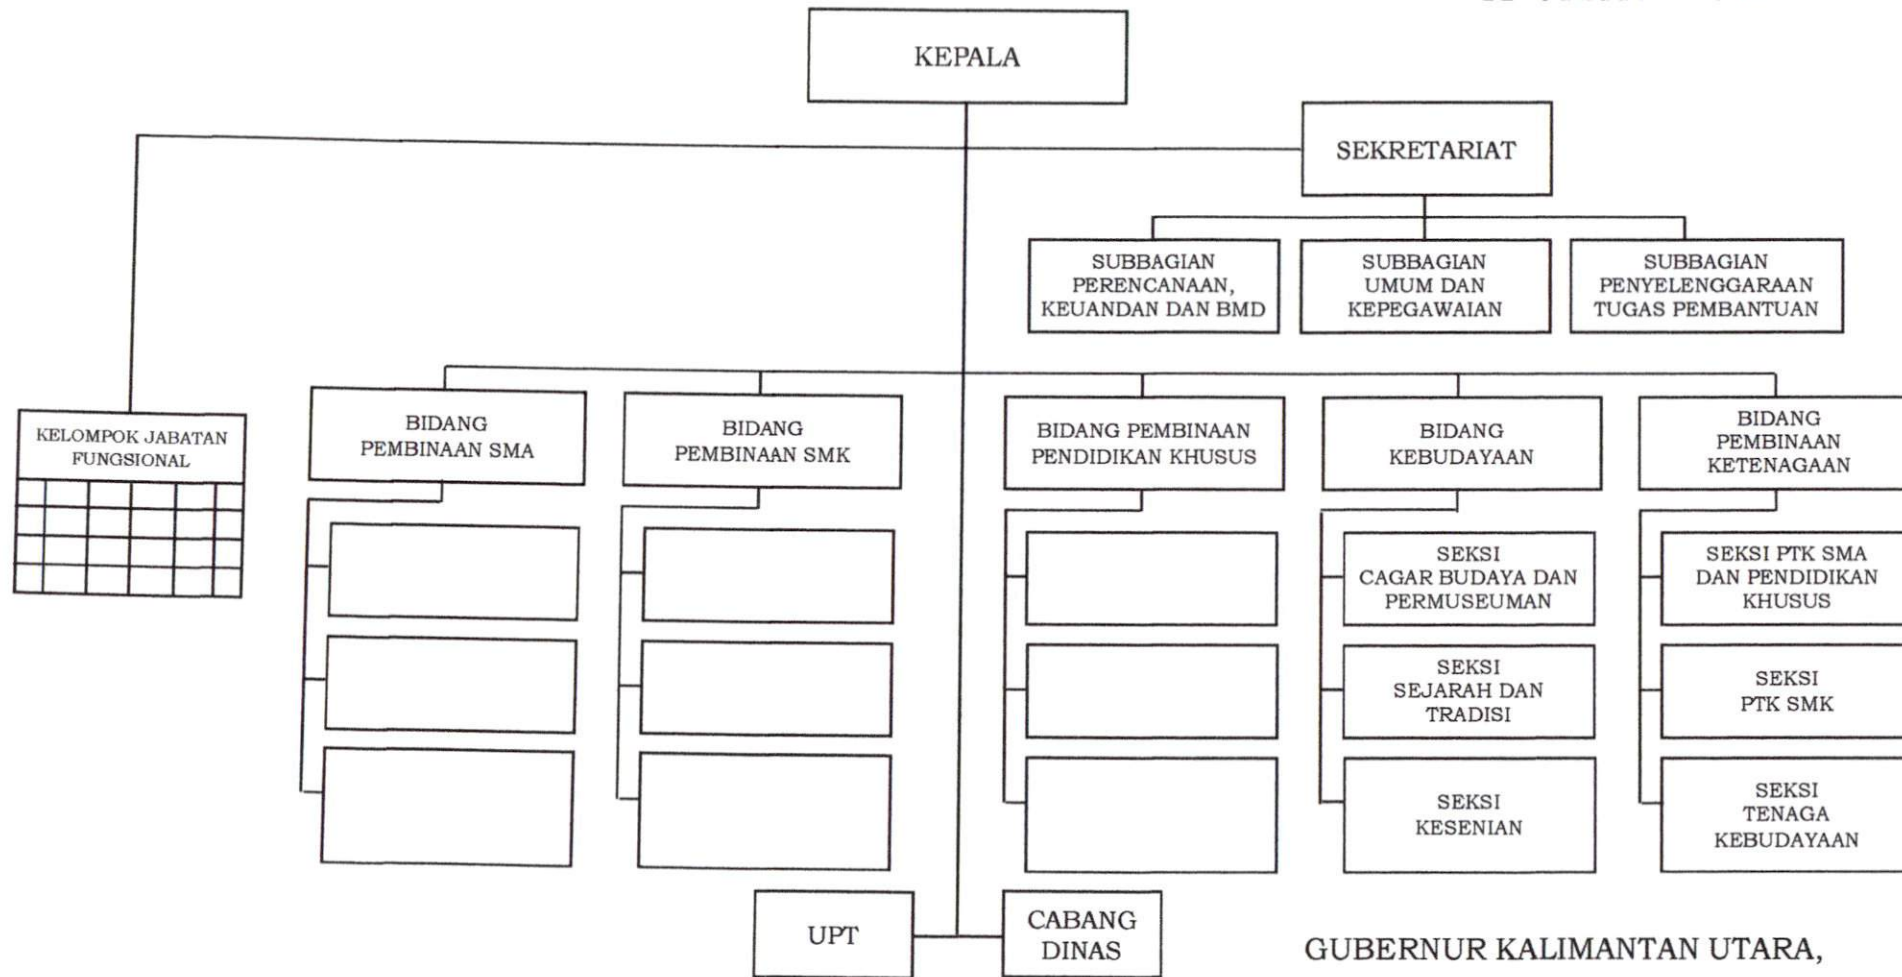 KEPALA
SEKRETARIAT
SUBBAGIAN
PERENCANAAN,
KEUANDAN DAN BMD
SUBBAGIAN
UMUM DAN
KEPEGAWAIAN
SUBBAGIAN
PENYELENGGARAAN
TUGAS PEMBANTUAN
KELOMPOK JABATAN
FUNGSIONAL
BIDANG
PEMBINAAN SMA
BIDANG
PEMBINAAN SMK
BIDANG PEMBINAAN
PENDIDIKAN KHUSUS
BIDANG
KEBUDAYAAN
BIDANG
PEMBINAAN
KETENAGAAN
SEKSI
CAGAR BUDAYA DAN
PERMUSEUMAN
SEKSI PTK SMA
DAN PENDIDIKAN
KHUSUS
SEKSI
SEJARAH DAN
TRADISI
SEKSI
PTK SMK
SEKSI
KESENIAN
SEKSI
TENAGA
KEBUDAYAAN
UPT
CABANG
DINAS
GUBERNUR KALIMANTAN UTARA,